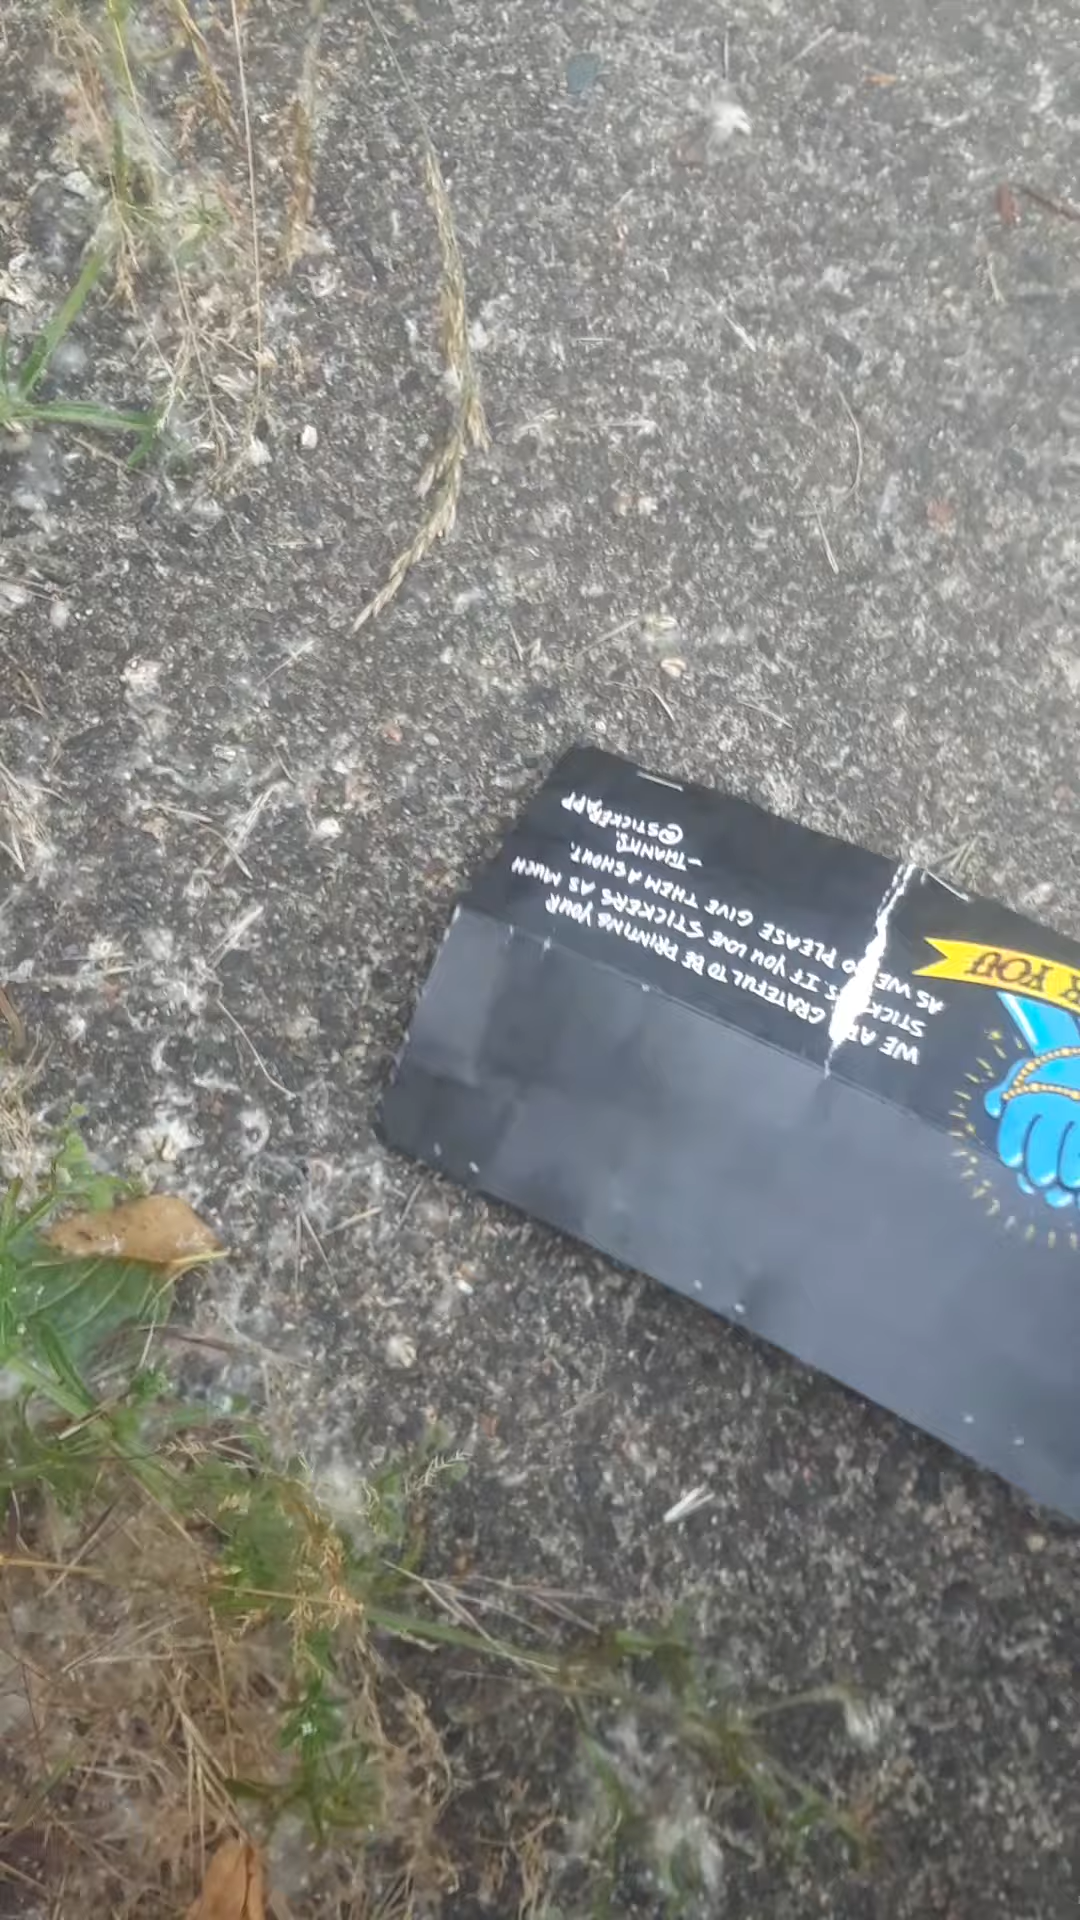 K YOU
WE ARE GRATEFUL TO BE PRINTING YOUR
STICKERS. IF YOU LOVE STICKERS AS MUCH
AS WE DO PLEASE GIVE THEM A SHOUT.
-THANKS.
@STICKERAPP